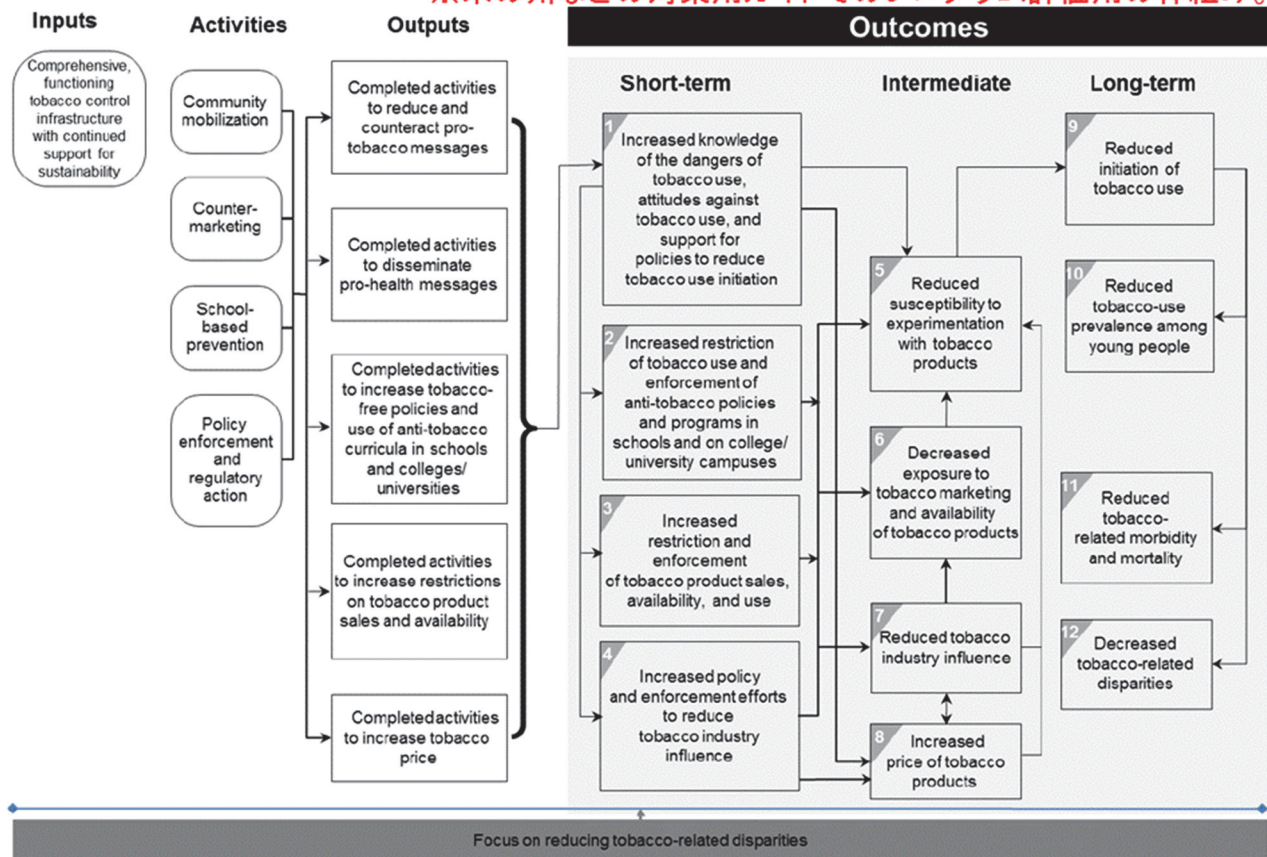 Inputs
Activities
Outputs
Outcomes
Short-term
Intermediate
Long-term
Comprehensive,
functioning
tobacco control
infrastructure
with continued
support for
sustainability
Community
mobilization
Counter-
marketing
School-
based
prevention
Policy
enforcement
and
regulatory
action
Completed activities
to reduce and
counteract pro-
tobacco messages
Completed activities
to disseminate
pro-health messages
Completed activities
to increase tobacco-
free policies and
use of anti-tobacco
curricula in schools
and colleges/
universities
Completed activities
to increase restrictions
on tobacco product
sales and availability
Completed activities
to increase tobacco
price
1
Increased knowledge
of the dangers of
tobacco use,
attitudes against
tobacco use, and
support for
policies to reduce
tobacco use initiation
2
Increased restriction
of tobacco use and
enforcement of
anti-tobacco policies
and programs in
schools and on college/
university campuses
3
Increased
restriction and
enforcement
of tobacco product sales,
availability, and use
4
Increased policy
and enforcement efforts
to reduce
tobacco industry
influence
5
Reduced
susceptibility to
experimentation
with tobacco
products
6
Decreased
exposure to
tobacco marketing
and availability
of tobacco products
7
Reduced tobacco
industry influence
8
Increased
price of tobacco
products
9
Reduced
initiation of
tobacco use
10
Reduced
tobacco-use
prevalence among
young people
11
Reduced
tobacco-
related morbidity
and mortality
12
Decreased
tobacco-related
disparities
Focus on reducing tobacco-related disparities